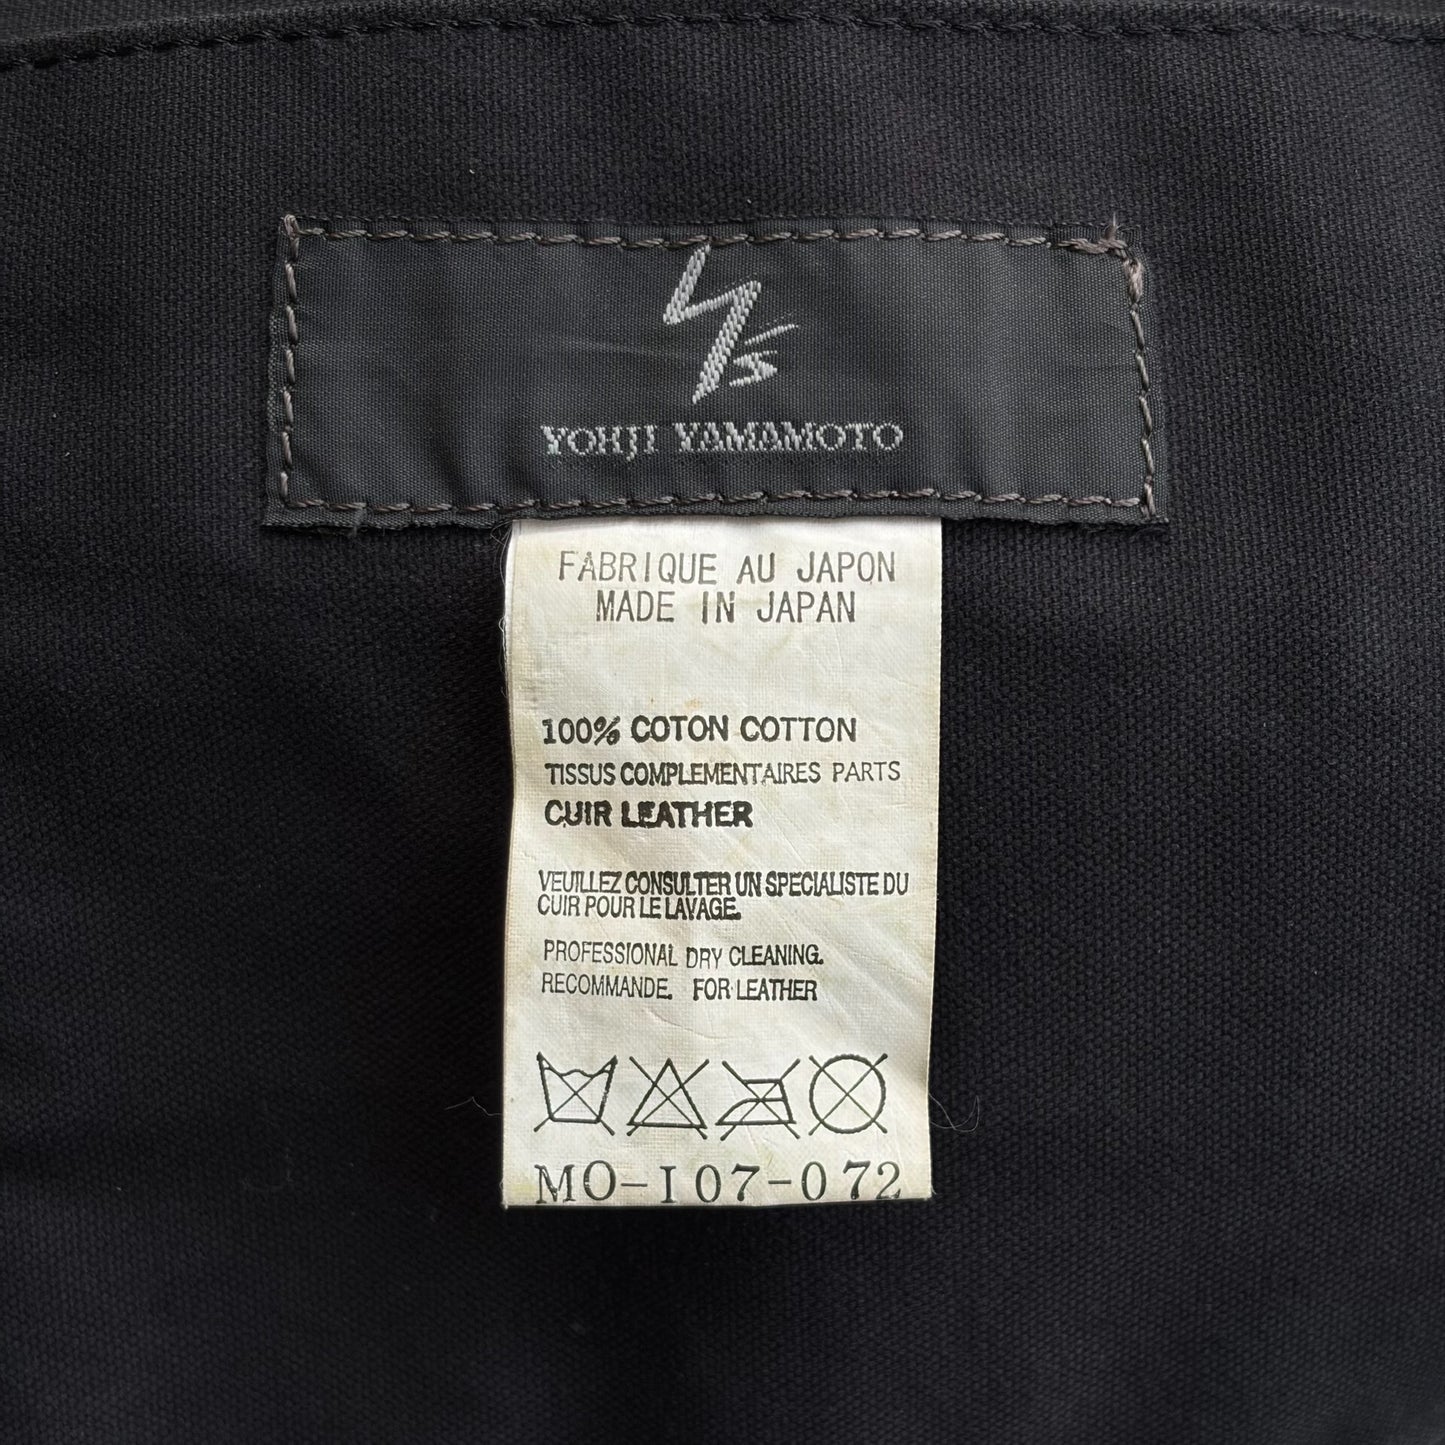 Y's
YOHJI YAMAMOTO
FABRIQUE AU JAPON
MADE IN JAPAN
100% COTON COTTON
TISSUS COMPLEMENTAIRES PARTS
CUIR LEATHER
VEUILLEZ CONSULTER UN SPECIALISTE DU
CUIR POUR LE LAVAGE.
PROFESSIONAL DRY CLEANING.
RECOMMANDE. FOR LEATHER
MO-I07-072